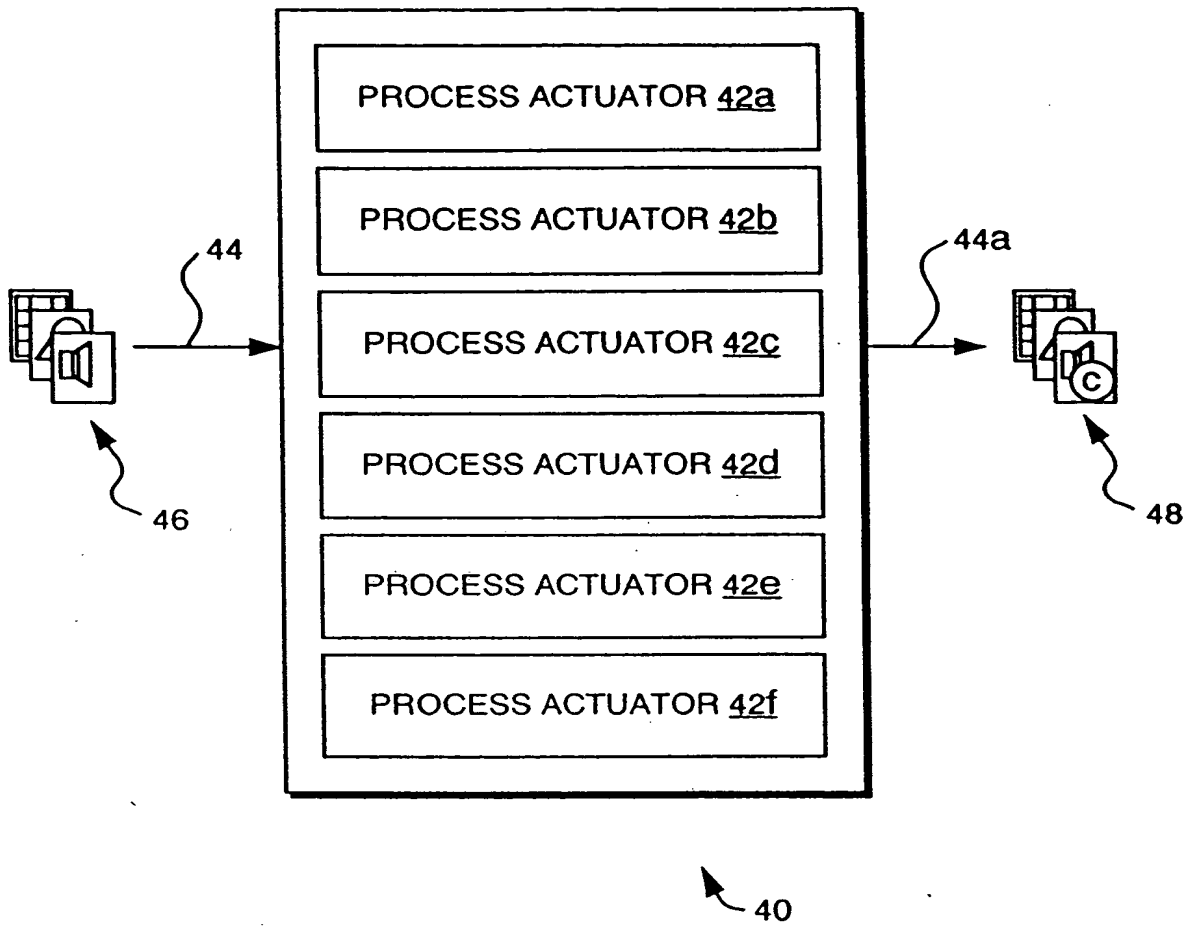 PROCESS ACTUATOR 42a
PROCESS ACTUATOR 42b
44
44a
PROCESS ACTUATOR 42c
C
PROCESS ACTUATOR 42d
46
48
PROCESS ACTUATOR 42e
PROCESS ACTUATOR 42f
40